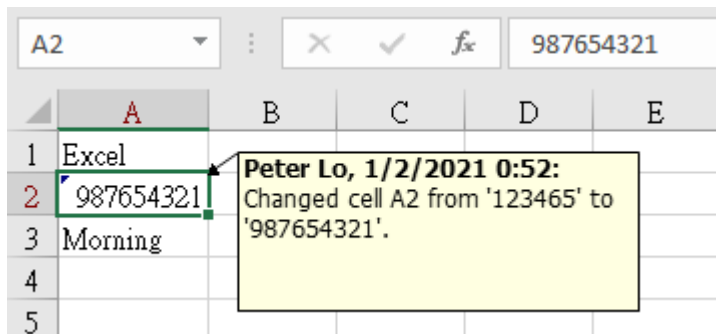 A2 fx 987654321
A B C D E
1 Excel
2 987654321
3 Morning
4
5
Peter Lo, 1/2/2021 0:52:
Changed cell A2 from '123465' to
'987654321'.